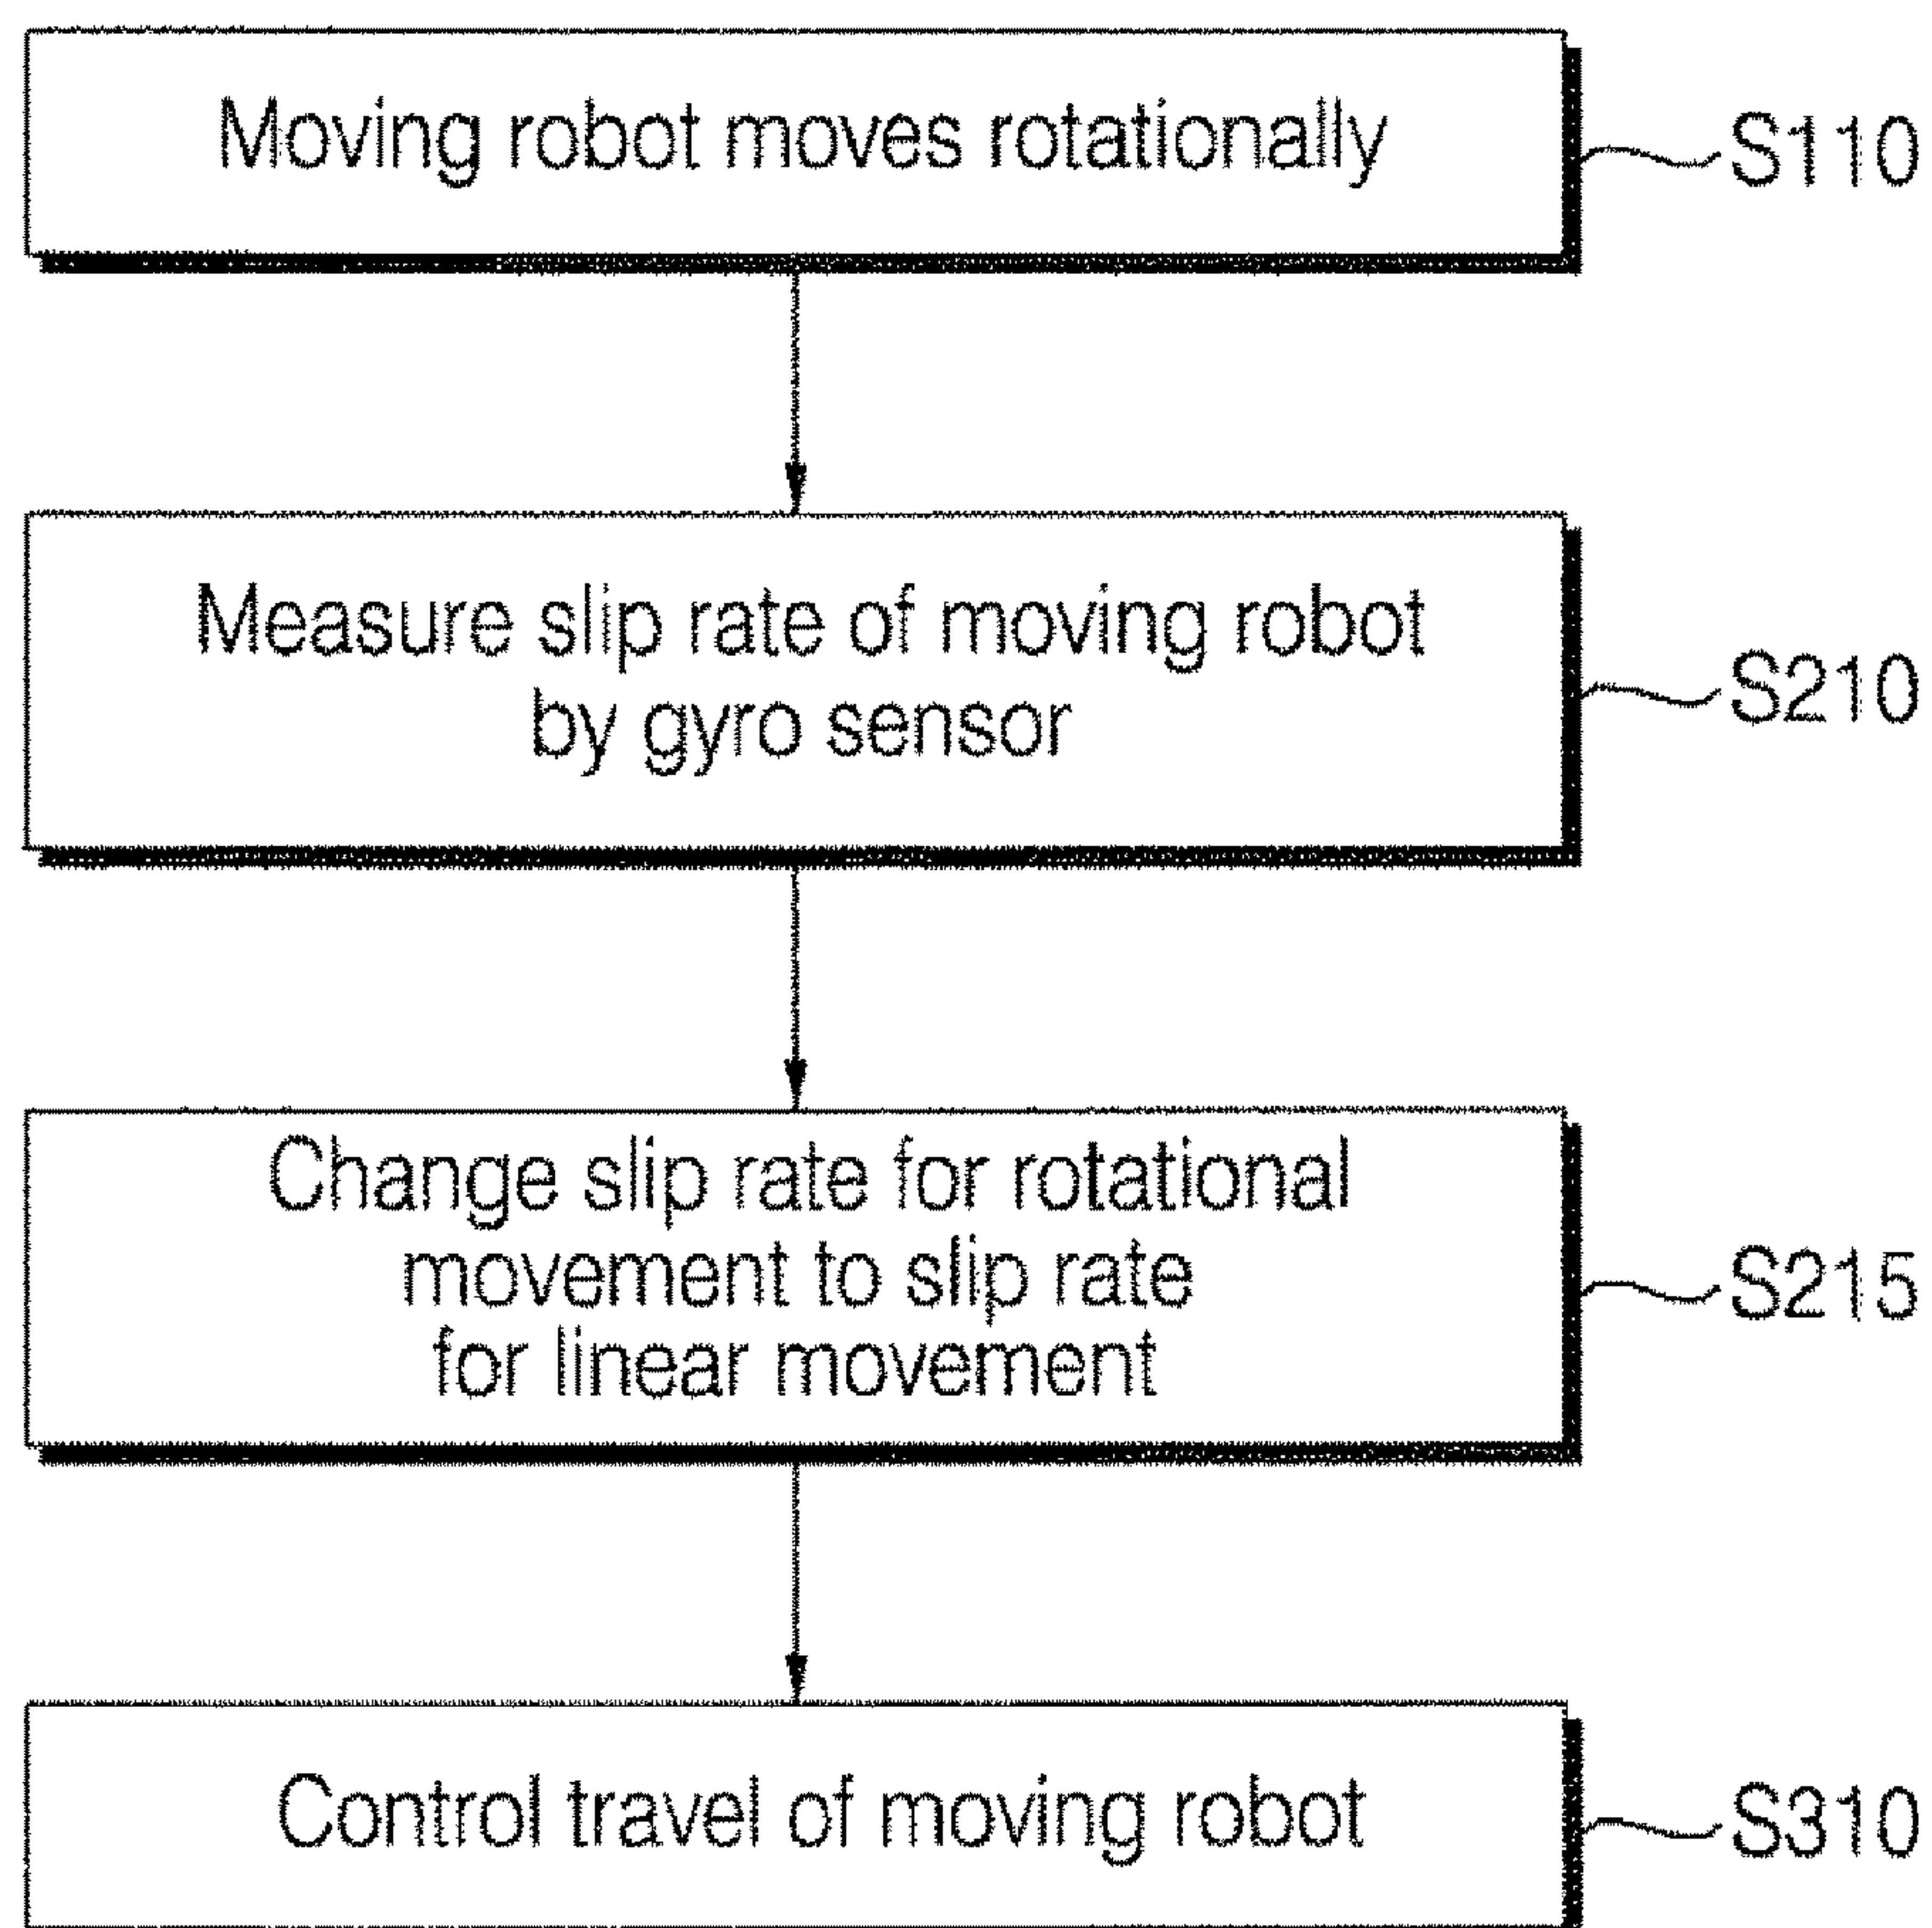 Moving robot moves rotationally
S110
Measure slip rate of moving robot
by gyro sensor
S210
Change slip rate for rotational
movement to slip rate
for linear movement
S215
Control travel of moving robot
S310